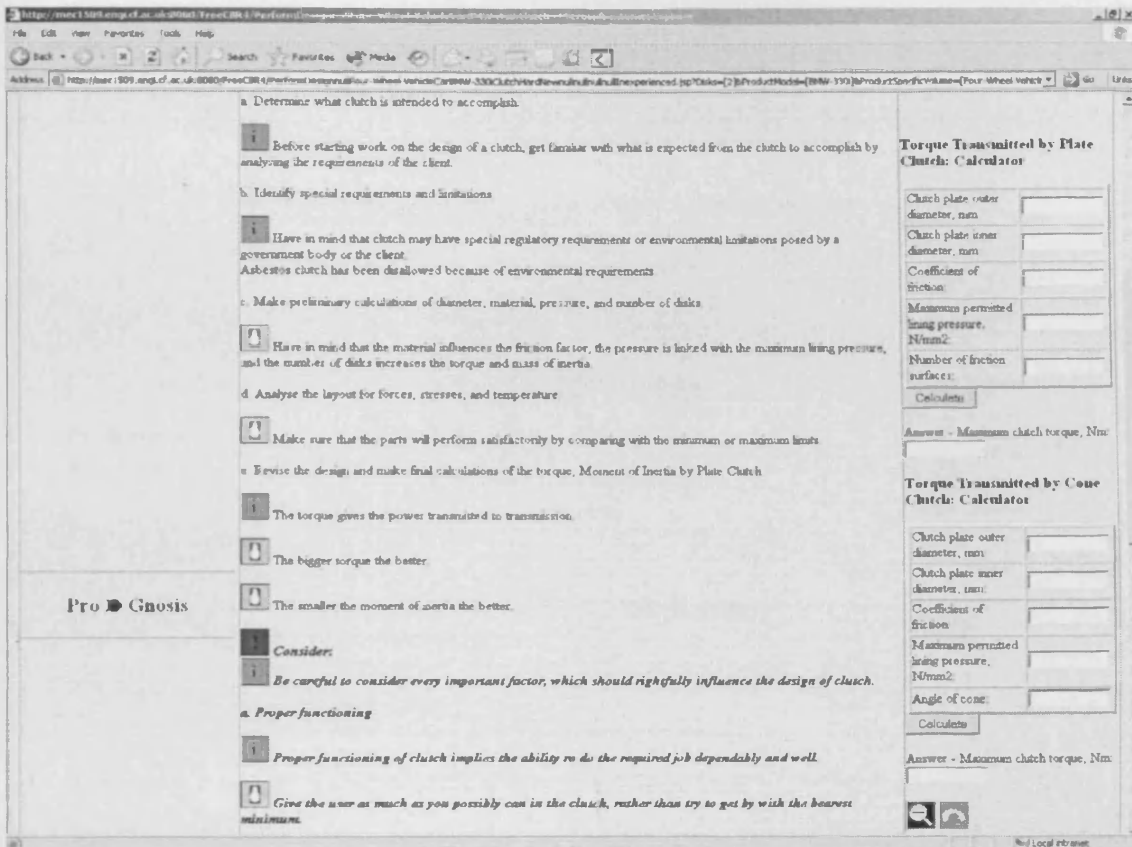 File Edit View Favorites Tools Help
Back Search Favorites Media
Address
Go Links
a. Determine what clutch is intended to accomplish.
Before starting work on the design of a clutch, get familiar with what is expected from the clutch to accomplish by
analyzing the requirements of the client.
b. Identify special requirements and limitations
Have in mind that clutch may have special regulatory requirements or environmental limitations posed by a
government body or the client.
Asbestos clutch has been disallowed because of environmental requirements
c. Make preliminary calculations of diameter, material, pressure, and number of disks.
Have in mind that the material influences the friction factor, the pressure is linked with the maximum lining pressure,
and the number of disks increases the torque and mass of inertia.
d. Analyse the layout for forces, stresses, and temperature
Make sure that the parts will perform satisfactorily by comparing with the minimum or maximum limits.
e. Revise the design and make final calculations of the torque, Moment of Inertia by Plate Clutch
The torque gives the power transmitted to transmission.
The bigger torque the better.
The smaller the moment of inertia the better.
Consider:
Be careful to consider every important factor, which should rightfully influence the design of clutch.
a. Proper functioning
Proper functioning of clutch implies the ability to do the required job dependably and well.
Give the user as much as you possibly can in the clutch, rather than try to get by with the bearest
minimum.
Pro Gnosis
Torque Transmitted by Plate
Clutch: Calculator
Clutch plate outer
diameter, mm
Clutch plate inner
diameter, mm
Coefficient of
friction:
Maximum permitted
lining pressure,
N/mm2:
Number of friction
surfaces:
Calculate
Answer - Maximum clutch torque, Nm:
Torque Transmitted by Cone
Clutch: Calculator
Clutch plate outer
diameter, mm:
Clutch plate inner
diameter, mm:
Coefficient of
friction
Maximum permitted
lining pressure,
N/mm2:
Angle of cone:
Calculate
Answer - Maximum clutch torque, Nm:
Local intranet